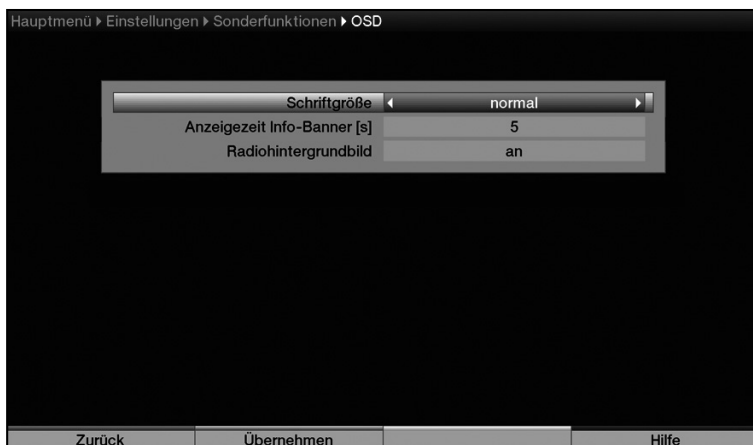 Hauptmenü ▸ Einstellungen ▸ Sonderfunktionen ▸ OSD
Schriftgröße normal
Anzeigezeit Info-Banner [s] 5
Radiohintergrundbild an
Zurück Übernehmen Hilfe